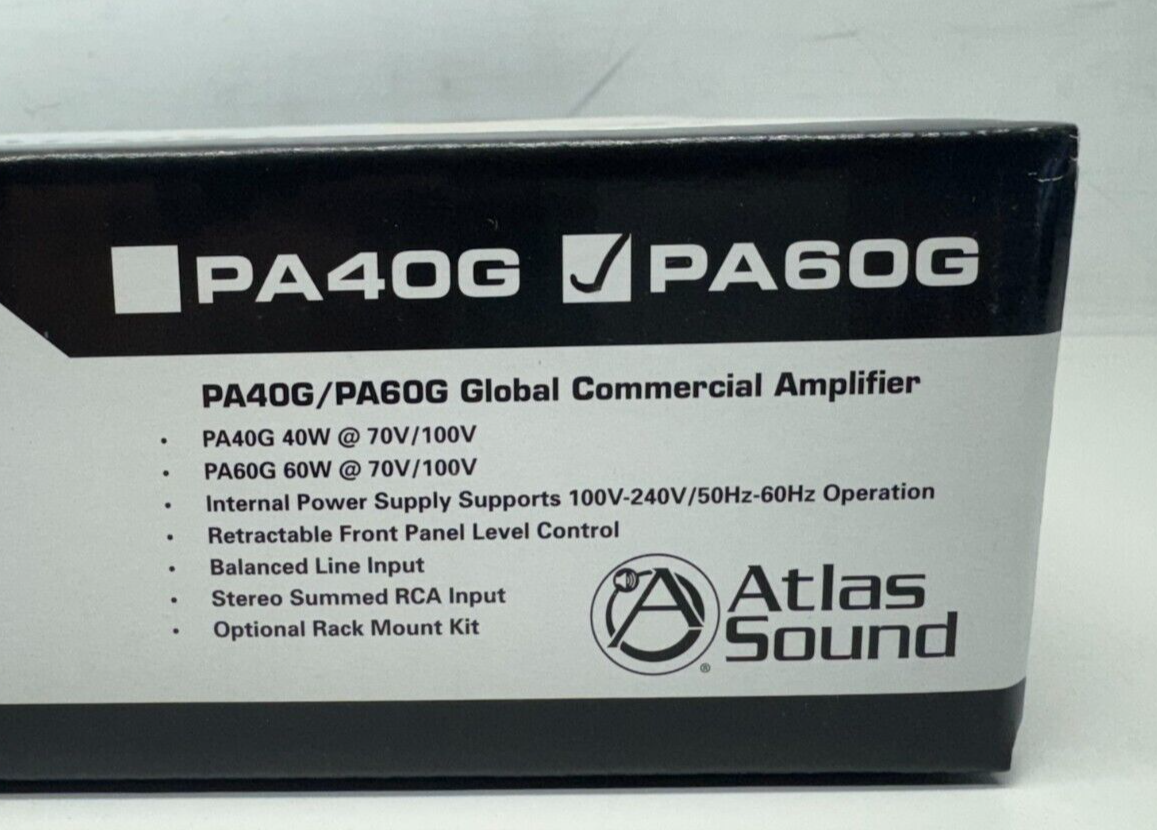 PA40G PA60G
PA40G/PA60G Global Commercial Amplifier
• PA40G 40W @ 70V/100V
• PA60G 60W @ 70V/100V
• Internal Power Supply Supports 100V-240V/50Hz-60Hz Operation
• Retractable Front Panel Level Control
• Balanced Line Input
• Stereo Summed RCA Input
• Optional Rack Mount Kit
Atlas
Sound
®